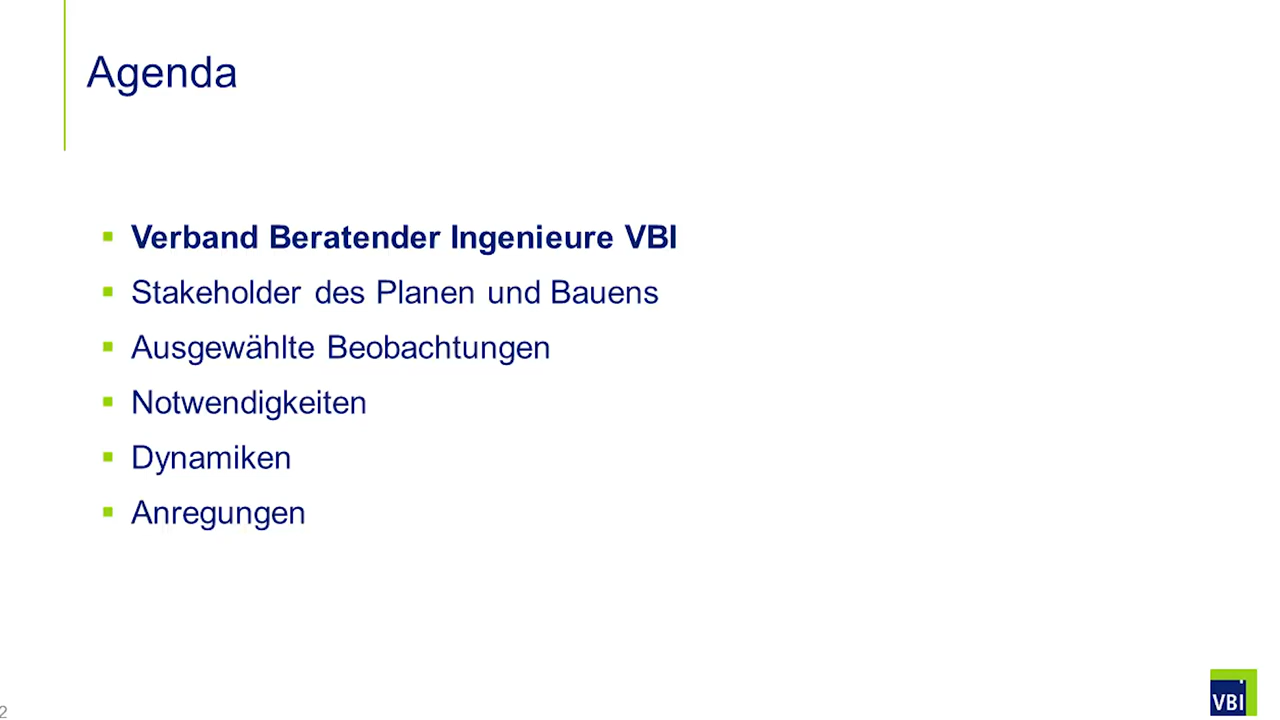 Agenda
Verband Beratender Ingenieure VBI
Stakeholder des Planen und Bauens
Ausgewählte Beobachtungen
Notwendigkeiten
Dynamiken
Anregungen
2
VBI